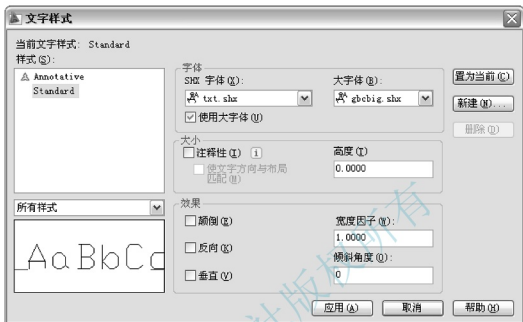 文字样式
当前文字样式: Standard
样式(S):
Annotative
Standard
字体
SHX 字体(X):
大字体(B):
txt.shx
gbcbig.shx
使用大字体(U)
大小
注释性(I)
使文字方向与布局
匹配(M)
高度(T)
0.0000
所有样式
AaBbCc
效果
颠倒(E)
反向(K)
垂直(V)
宽度因子(W):
1.0000
倾斜角度(O):
0
置为当前(C)
新建(N)...
删除(D)
应用(A)
取消
帮助(H)
版权所有